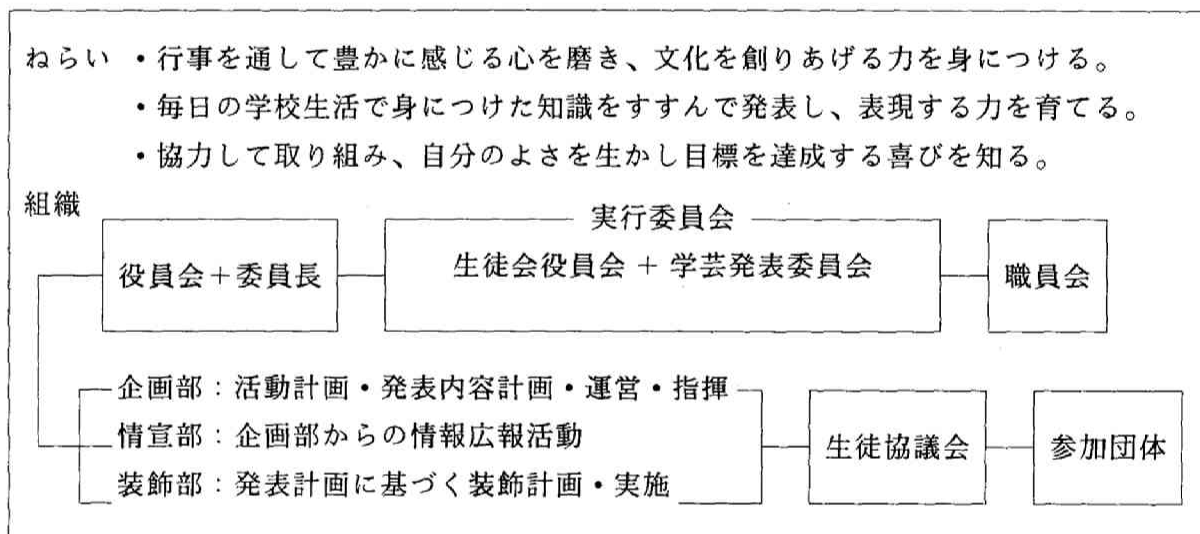 ねらい ・行事を通して豊かに感じる心を磨き、文化を創りあげる力を身につける。
・毎日の学校生活で身につけた知識をすすんで発表し、表現する力を育てる。
・協力して取り組み、自分のよさを生かし目標を達成する喜びを知る。
組織
実行委員会
役員会+委員長
生徒会役員会 + 学芸発表委員会
職員会
企画部:活動計画・発表内容計画・運営・指揮
情宣部:企画部からの情報広報活動
装飾部:発表計画に基づく装飾計画・実施
生徒協議会
参加団体